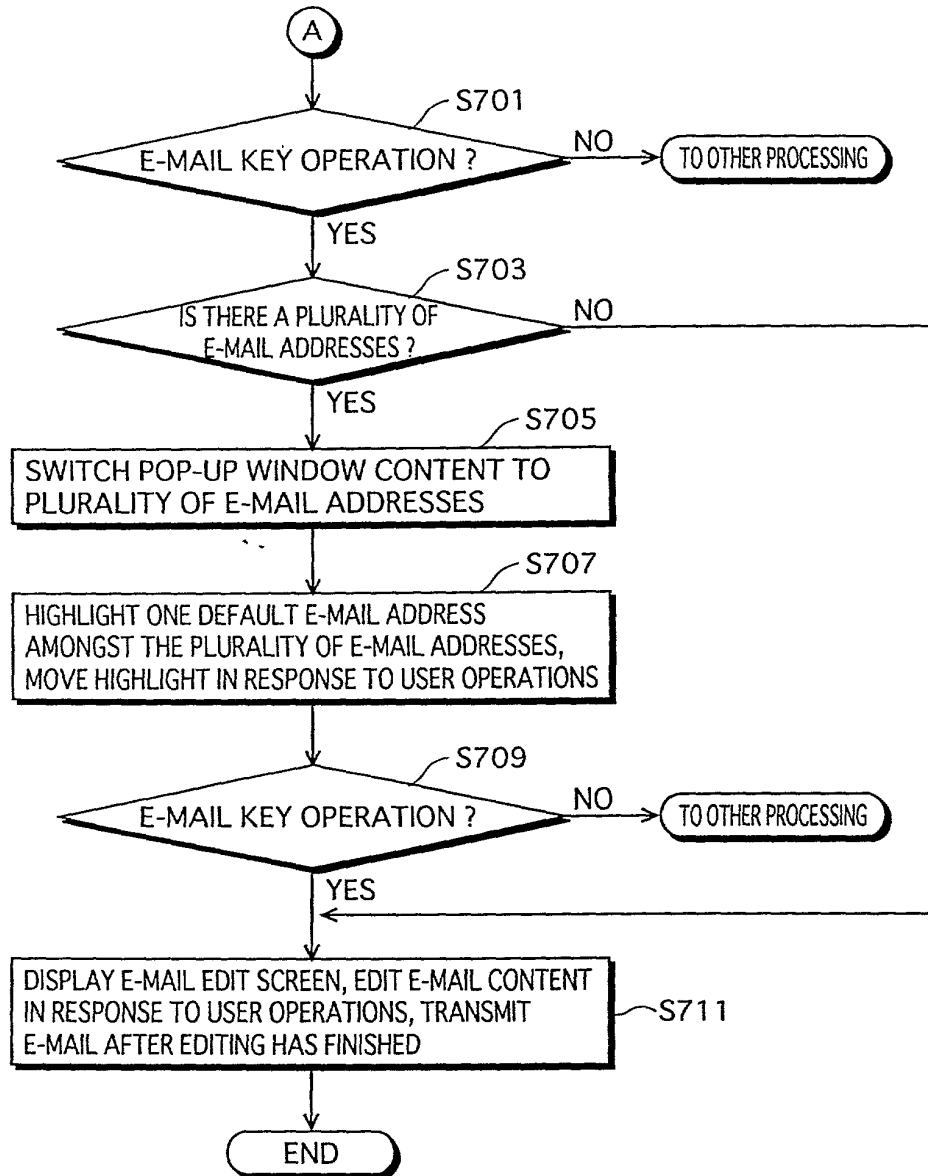 A
S701
E-MAIL KEY OPERATION ?
NO
TO OTHER PROCESSING
YES
S703
IS THERE A PLURALITY OF
E-MAIL ADDRESSES ?
NO
YES
S705
SWITCH POP-UP WINDOW CONTENT TO
PLURALITY OF E-MAIL ADDRESSES
S707
HIGHLIGHT ONE DEFAULT E-MAIL ADDRESS
AMONGST THE PLURALITY OF E-MAIL ADDRESSES,
MOVE HIGHLIGHT IN RESPONSE TO USER OPERATIONS
S709
E-MAIL KEY OPERATION ?
NO
TO OTHER PROCESSING
YES
DISPLAY E-MAIL EDIT SCREEN, EDIT E-MAIL CONTENT
IN RESPONSE TO USER OPERATIONS, TRANSMIT
E-MAIL AFTER EDITING HAS FINISHED
S711
END